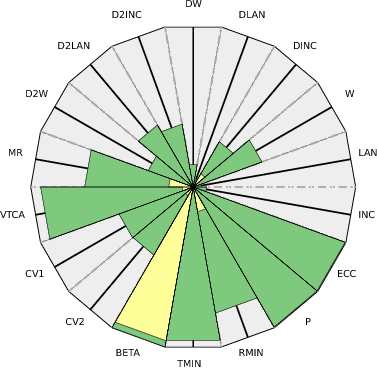 DW
D2INC
DLAN
D2LAN
DINC
D2W
W
MR
LAN
VTCA
INC
CV1
ECC
CV2
P
BETA
RMIN
TMIN